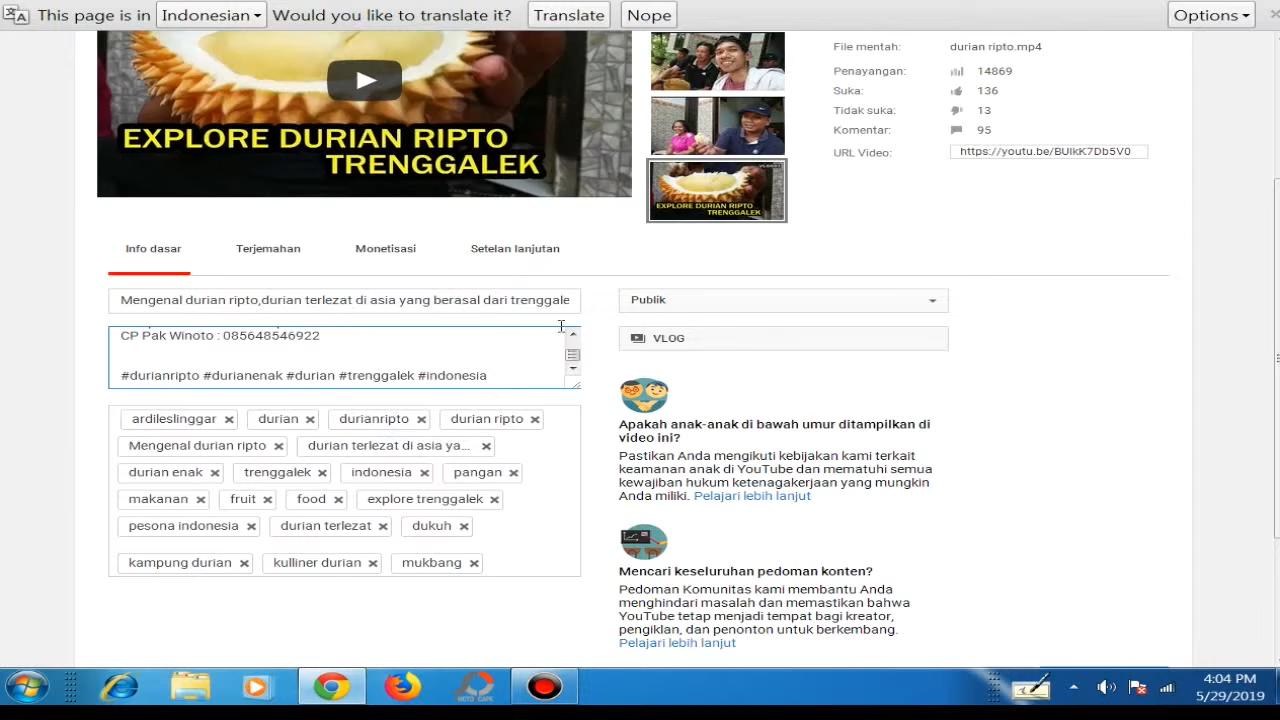 This page is in Indonesian Would you like to translate it? Translate Nope Options
EXPLORE DURIAN RIPTO
TRENGGALEK
EXPLORE DURIAN RIPTO
TRENGGALEK
File mentah: durian ripto.mp4
Penayangan: 14869
Suka: 136
Tidak suka: 13
Komentar: 95
URL Video: https://youtu.be/BUIkK7Db5V0
Info dasar Terjemahan Monetisasi Setelan lanjutan
Mengenal durian ripto,durian terlezat di asia yang berasal dari trenggale
CP Pak Winoto : 085648546922
#durianripto #durianenak #durian #trenggalek #indonesia
ardileslinggar durian durianripto durian ripto
Mengenal durian ripto durian terlezat di asia ya...
durian enak trenggalek indonesia pangan
makanan fruit food explore trenggalek
pesona indonesia durian terlezat dukuh
kampung durian kulliner durian mukbang
Publik
VLOG
Apakah anak-anak di bawah umur ditampilkan di
video ini?
Pastikan Anda mengikuti kebijakan kami terkait
keamanan anak di YouTube dan mematuhi semua
kewajiban hukum ketenagakerjaan yang mungkin
Anda miliki. Pelajari lebih lanjut
Mencari keseluruhan pedoman konten?
Pedoman Komunitas kami membantu Anda
menghindari masalah dan memastikan bahwa
YouTube tetap menjadi tempat bagi kreator,
pengiklan, dan penonton untuk berkembang.
Pelajari lebih lanjut
4:04 PM
5/29/2019